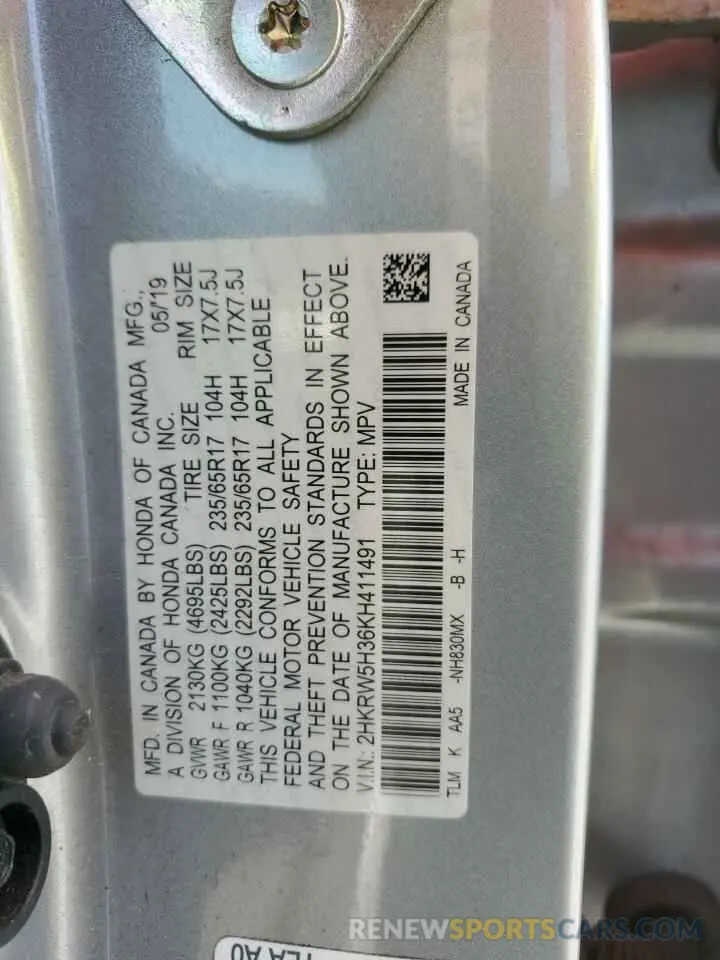 MFD. IN CANADA BY HONDA OF CANADA MFG.,
A DIVISION OF HONDA CANADA INC. 05/'19
GVWR 2130KG (4695LBS) TIRE SIZE RIM SIZE
GAWR F 1100KG (2425LBS) 235/65R17 104H 17X7.5J
GAWR R 1040KG (2292LBS) 235/65R17 104H 17X7.5J
THIS VEHICLE CONFORMS TO ALL APPLICABLE
FEDERAL MOTOR VEHICLE SAFETY
AND THEFT PREVENTION STANDARDS IN EFFECT
ON THE DATE OF MANUFACTURE SHOWN ABOVE.
V.I.N.: 2HKRW5H36KH411491 TYPE: MPV
TLM K AA5 -NH830MX -B -H MADE IN CANADA
RENEWSPORTSCARS.COM